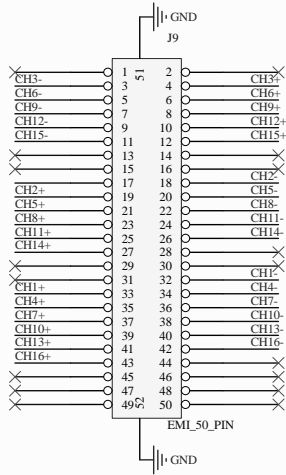 GND
J9
51
1 2
CH3- 3 4 CH3+
CH6- 5 6 CH6+
CH9- 7 8 CH9+
CH12- 9 10 CH12+
CH15- 11 12 CH15+
13 14
15 16
17 18 CH2-
CH2+ 19 20 CH5-
CH5+ 21 22 CH8-
CH8+ 23 24 CH11-
CH11+ 25 26 CH14-
CH14+ 27 28
29 30
31 32 CH1-
CH1+ 33 34 CH4-
CH4+ 35 36 CH7-
CH7+ 37 38 CH10-
CH10+ 39 40 CH13-
CH13+ 41 42 CH16-
CH16+ 43 44
45 46
47 48
49 50
52
EMI_50_PIN
GND